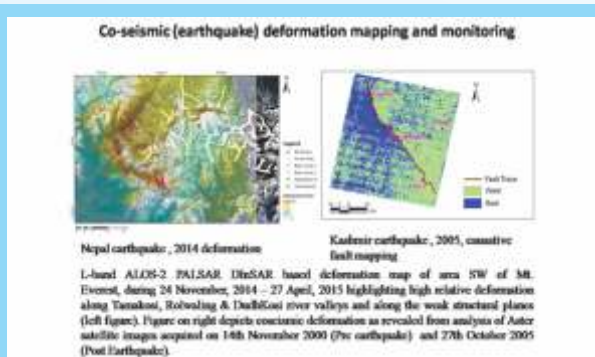 Co-seismic (earthquake) deformation mapping and monitoring
Fault Trace
Nepal earthquake , 2014 deformation
Kashmir earthquake , 2005, causative
fault mapping
L-band ALOS-2 PALSAR DInSAR based deformation map of area SW of Mt.
Everest, during 24 November, 2014 – 27 April, 2015 highlighting high relative deformation
along Tamakosi, Rolwaling & DudhKosi river valleys and along the weak structural planes
(left figure). Figure on right depicts coseismic deformation as revealed from analysis of Aster
satellite images acquired on 14th November 2000 (Pre earthquake) and 27th October 2005
(Post Earthquake).